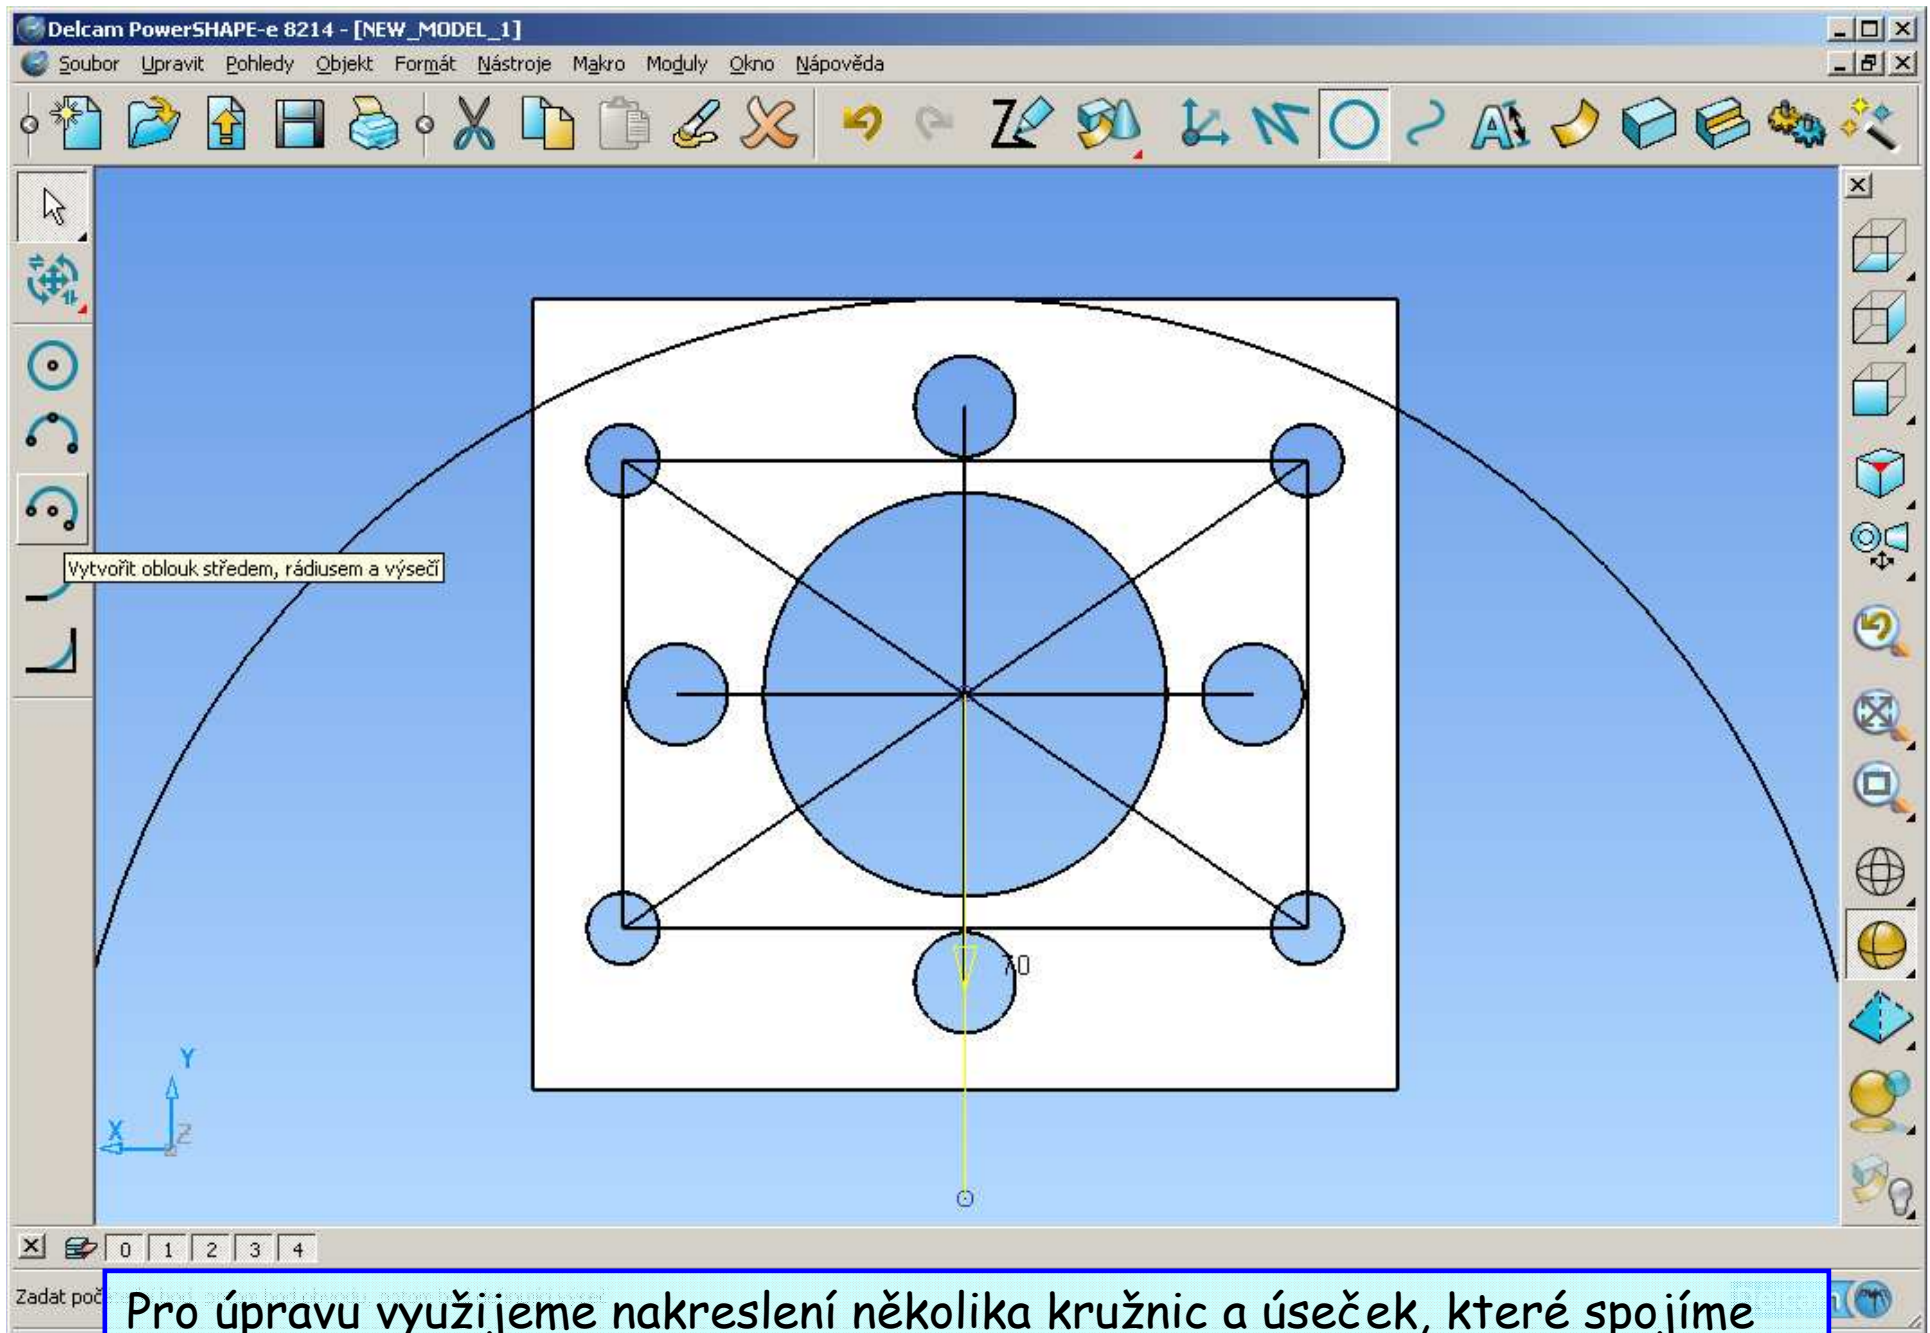 Delcam PowerSHAPE-e 8214 - [NEW_MODEL_1]
Soubor Upravit Pohledy Objekt Formát Nástroje Makro Moduly Okno Nápověda
Vytvořit oblouk středem, rádiusem a výsečí
70
Y
X
Z
0 1 2 3 4
Zadat poč
Pro úpravu využijeme nakreslení několika kružnic a úseček, které spojíme